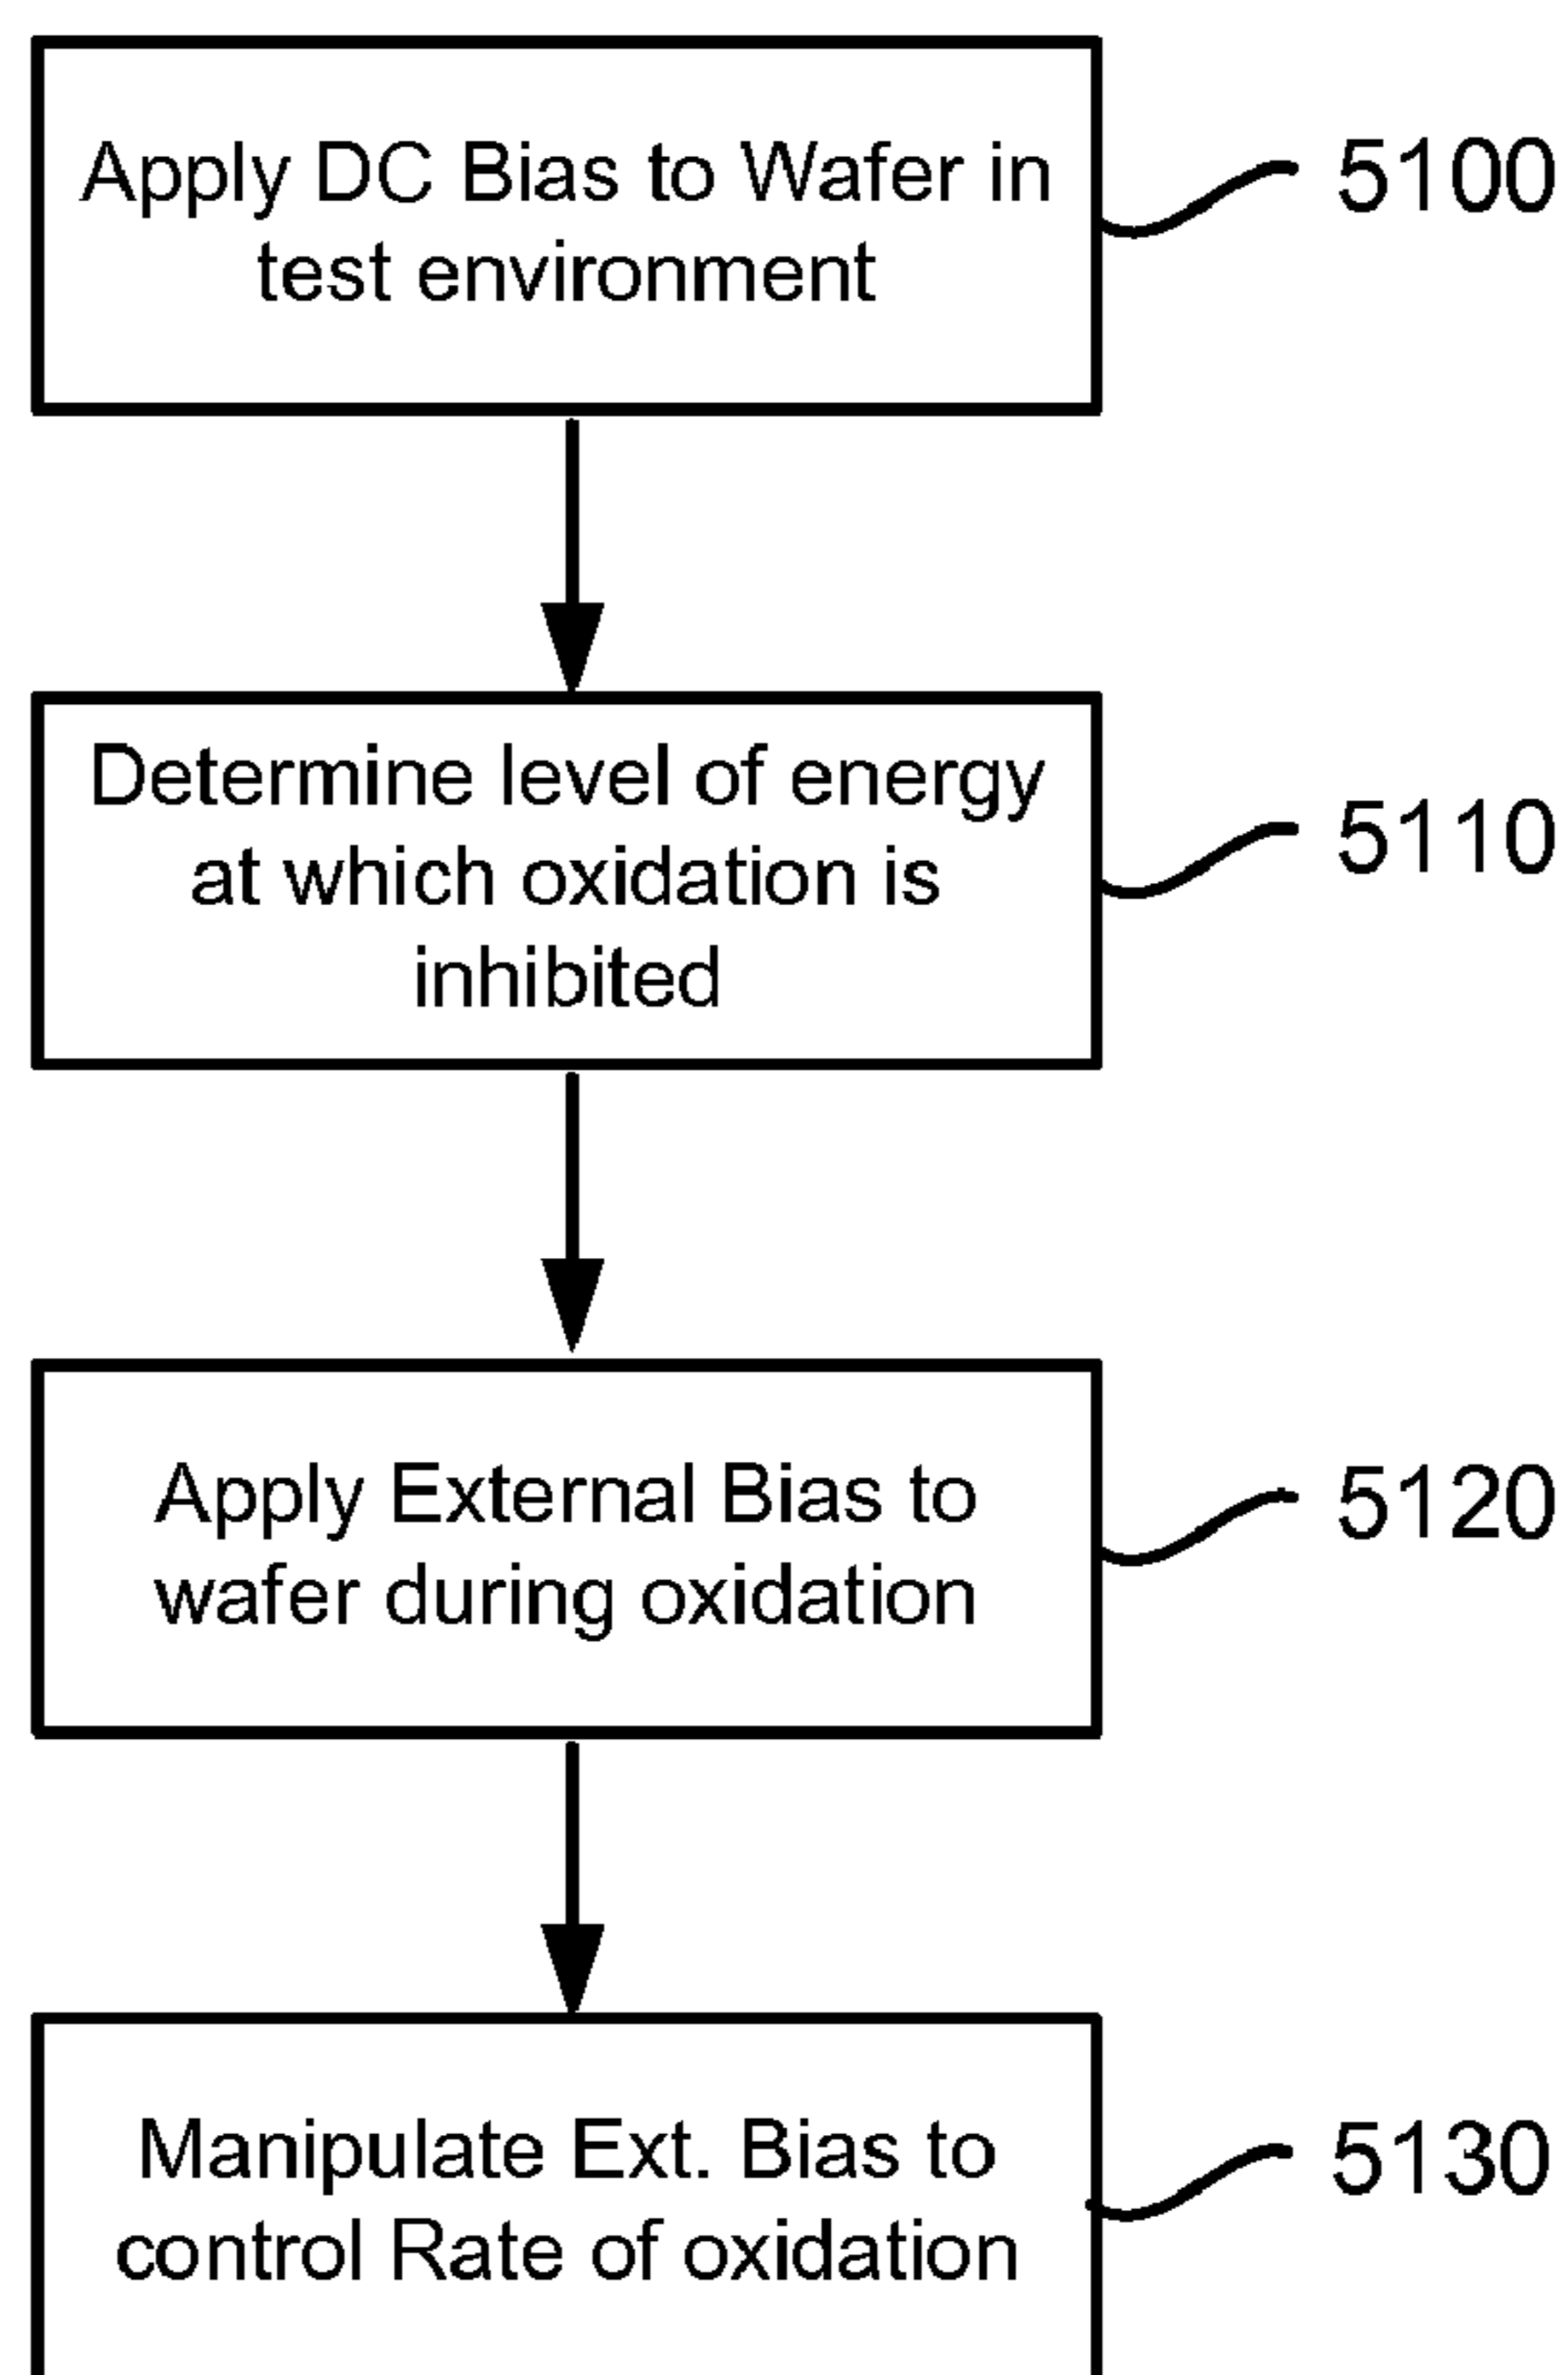 Apply DC Bias to Wafer in
test environment
5100
Determine level of energy
at which oxidation is
inhibited
5110
Apply External Bias to
wafer during oxidation
5120
Manipulate Ext. Bias to
control Rate of oxidation
5130